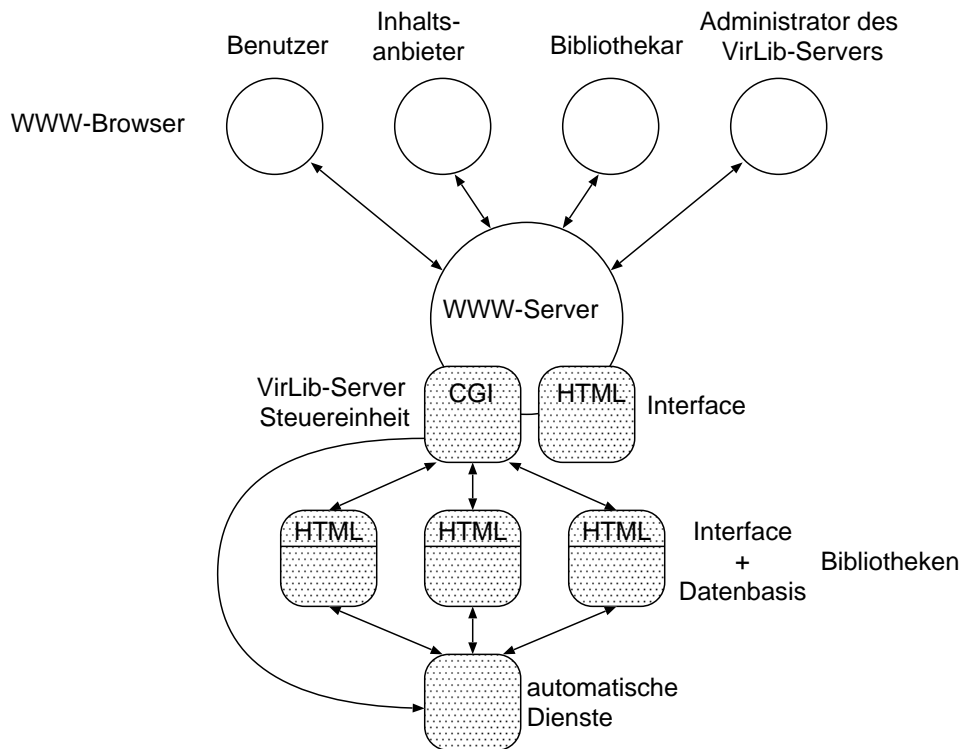 Benutzer
Inhalts-
anbieter
Bibliothekar
Administrator des
VirLib-Servers
WWW-Browser
WWW-Server
VirLib-Server
Steuereinheit
CGI
HTML
Interface
HTML
HTML
HTML
Interface
+
Datenbasis
Bibliotheken
automatische
Dienste